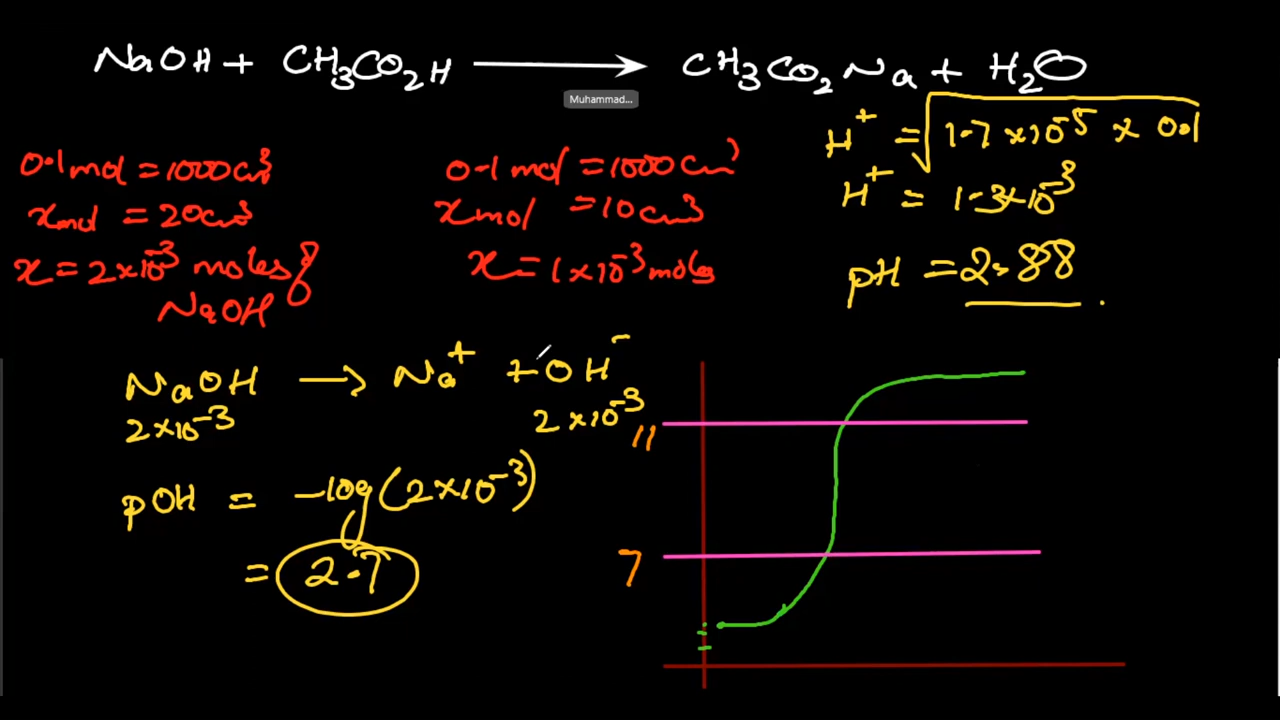 NaOH + CH₃CO₂H ⟶ CH₃CO₂Na + H₂O
Muhammad...
H⁺ = √1.7 × 10⁻⁵ × 0.1
H⁺ = 1.3×10⁻³
pH = 2.88
0.1 mol = 1000 cm³
x mol = 20 cm³
x = 2×10⁻³ moles of
NaOH
0.1 mol = 1000 cm³
x mol = 10 cm³
x = 1×10⁻³ moles
NaOH → Na⁺ + OH⁻
2×10⁻³ 2×10⁻³
pOH = -log(2×10⁻³)
= 2.7
11
7